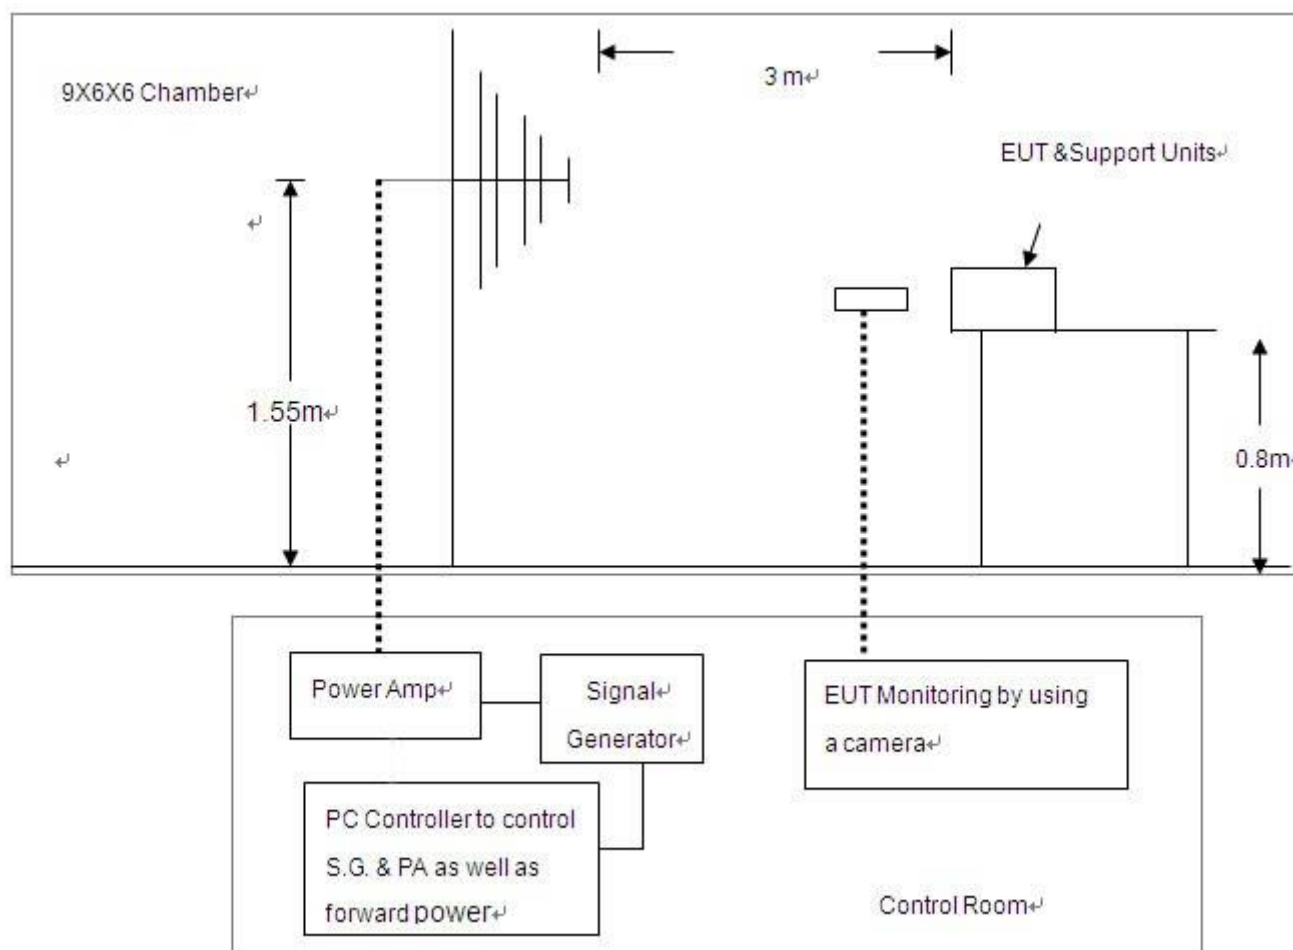 3 m↵
9X6X6 Chamber↵
EUT &Support Units↵
↵
1.55m↵
↵
0.8m↵
Power Amp↵
Signal↵
Generator↵
EUT Monitoring by using
a camera↵
PC Controller to control
S.G. & PA as well as
forward power↵
Control Room↵